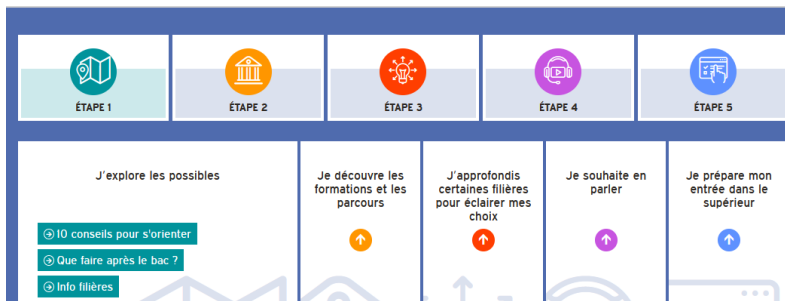 ÉTAPE 1
ÉTAPE 2
ÉTAPE 3
ÉTAPE 4
ÉTAPE 5
J'explore les possibles
10 conseils pour s'orienter
Que faire après le bac ?
Info filières
Je découvre les
formations et les
parcours
J'approfondis
certaines filières
pour éclairer mes
choix
Je souhaite en
parler
Je prépare mon
entrée dans le
supérieur